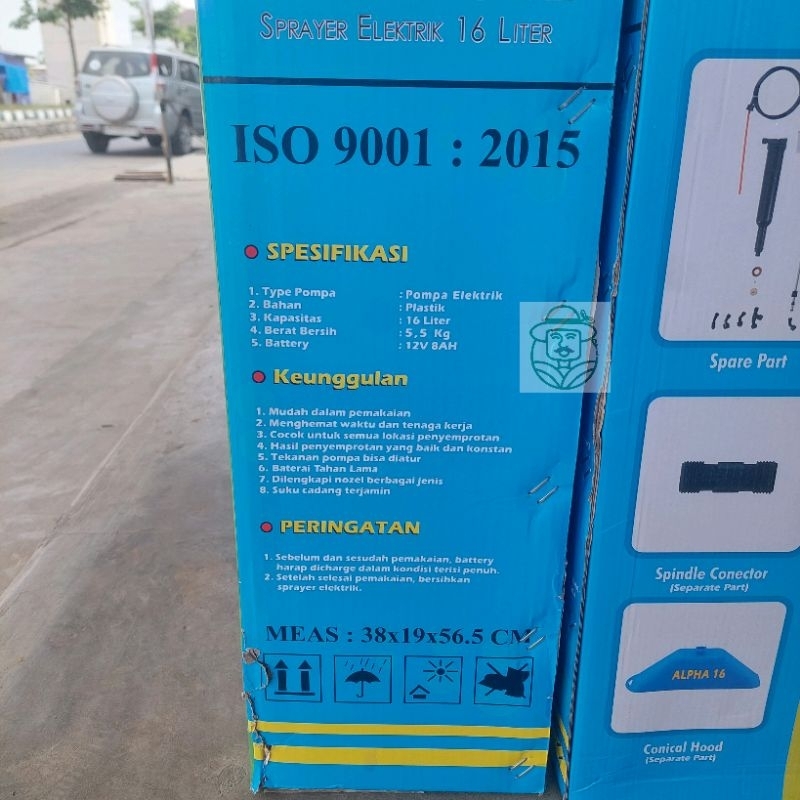 SPRAYER ELEKTRIK 16 LITER
ISO 9001 : 2015
SPESIFIKASI
1. Type Pompa : Pompa Elektrik
2. Bahan : Plastik
3. Kapasitas : 16 Liter
4. Berat Bersih : 5,5 Kg
5. Battery : 12V 8AH
Keunggulan
1. Mudah dalam pemakaian
2. Menghemat waktu dan tenaga kerja
3. Cocok untuk semua lokasi penyemprotan
4. Hasil penyemprotan yang baik dan konstan
5. Tekanan pompa bisa diatur
6. Baterai Tahan Lama
7. Dilengkapi nozel berbagai jenis
8. Suku cadang terjamin
PERINGATAN
1. Sebelum dan sesudah pemakaian, battery
harap dicharge dalam kondisi terisi penuh.
2. Setelah selesai pemakaian, bersihkan
sprayer elektrik.
MEAS : 38x19x56.5 CM
Spare Part
Spindle Conector
(Separate Part)
ALPHA 16
Conical Hood
(Separate Part)